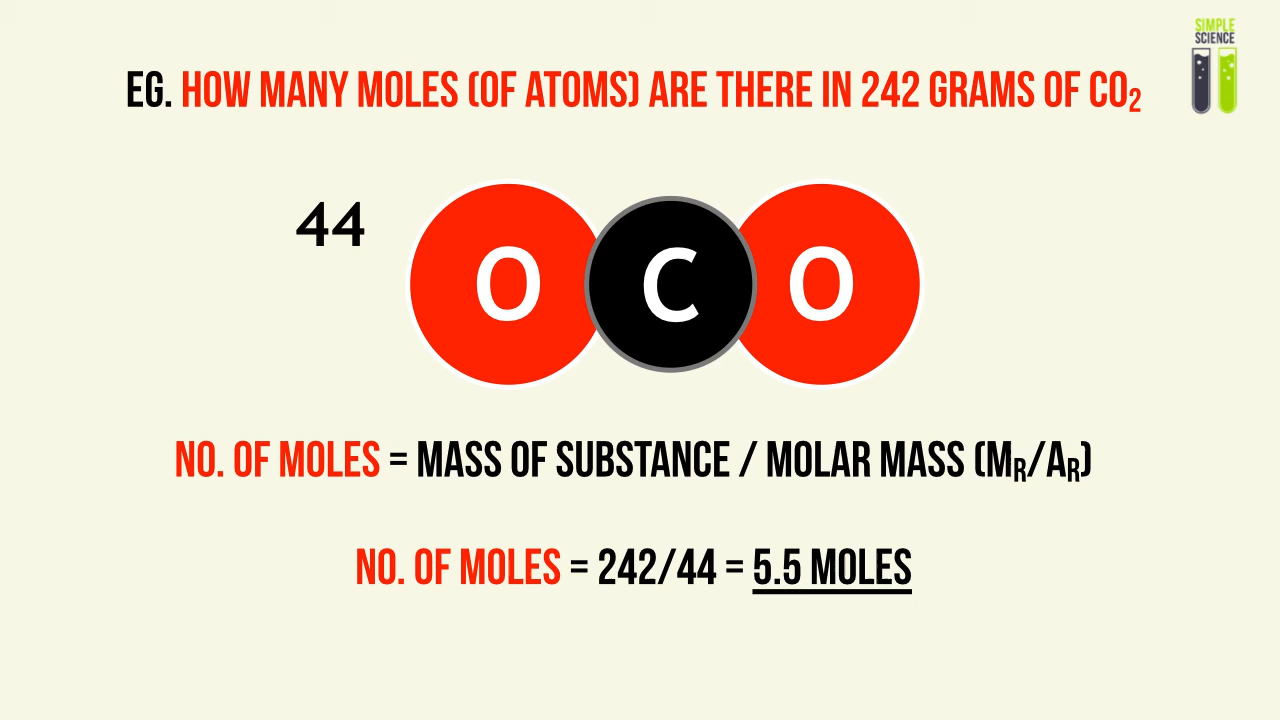 SIMPLE
SCIENCE
EG. HOW MANY MOLES (OF ATOMS) ARE THERE IN 242 GRAMS OF CO₂
44
O C O
NO. OF MOLES = MASS OF SUBSTANCE / MOLAR MASS (MR/AR)
NO. OF MOLES = 242/44 = 5.5 MOLES